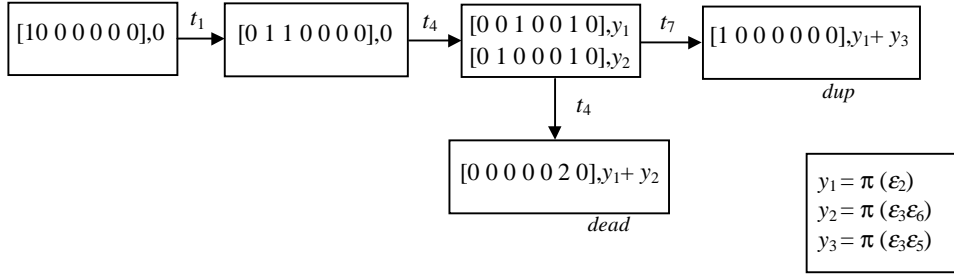 t₁
t₄
t₇
[10 0 0 0 0 0],0
[0 1 1 0 0 0 0],0
[0 0 1 0 0 1 0],y₁
[0 1 0 0 0 1 0],y₂
[1 0 0 0 0 0 0],y₁+ y₃
dup
t₄
[0 0 0 0 0 2 0],y₁+ y₂
dead
y₁ = π (ε₂)
y₂ = π (ε₃ε₆)
y₃ = π (ε₃ε₅)